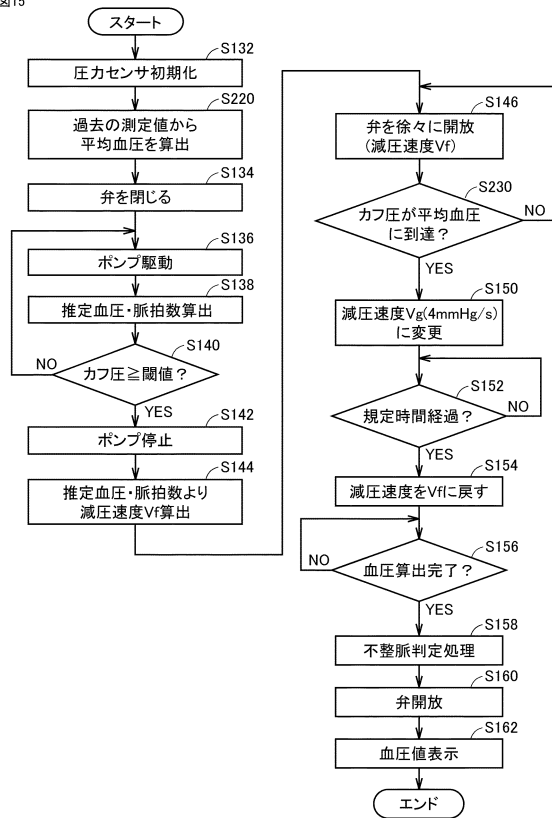 図15
スタート
S132
圧力センサ初期化
S220
過去の測定値から
平均血圧を算出
S134
弁を閉じる
S136
ポンプ駆動
S138
推定血圧・脈拍数算出
S140
カフ圧≧閾値?
NO
YES
S142
ポンプ停止
S144
推定血圧・脈拍数より
減圧速度Vf算出
S146
弁を徐々に開放
(減圧速度Vf)
S230
カフ圧が平均血圧
に到達?
NO
YES
S150
減圧速度Vg(4mmHg/s)
に変更
S152
規定時間経過?
NO
YES
S154
減圧速度をVfに戻す
S156
NO
血圧算出完了?
YES
S158
不整脈判定処理
S160
弁開放
S162
血圧値表示
エンド